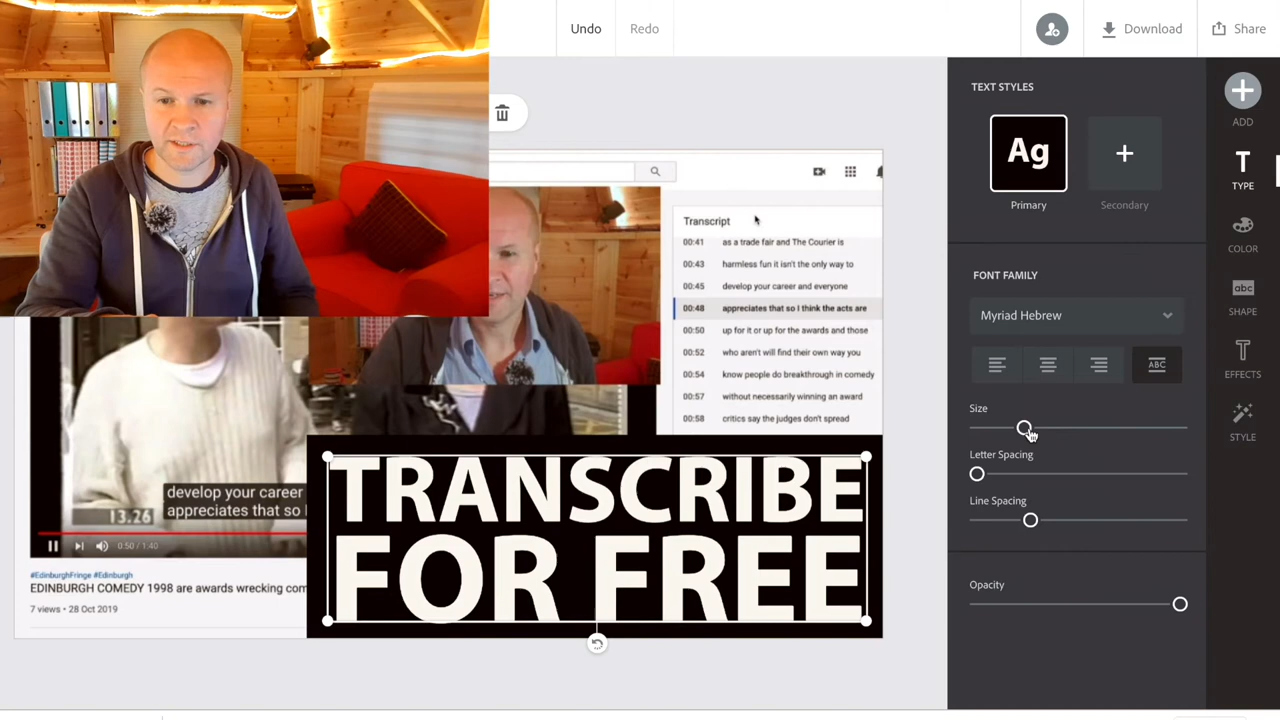 Undo
Redo
Download
Share
TEXT STYLES
Ag
Primary
+
Secondary
FONT FAMILY
Myriad Hebrew
ABC
Size
Letter Spacing
Line Spacing
Opacity
ADD
T
TYPE
COLOR
abc
SHAPE
T
EFFECTS
STYLE
Transcript
00:41 as a trade fair and The Courier is
00:43 harmless fun it isn't the only way to
00:45 develop your career and everyone
00:48 appreciates that so I think the acts are
00:50 up for it or up for the awards and those
00:52 who aren't will find their own way you
00:54 know people do breakthrough in comedy
00:57 without necessarily winning an award
00:58 critics say the judges don't spread
develop your career
appreciates that so
13.26
0:50 / 1:40
#EdinburghFringe #Edinburgh
EDINBURGH COMEDY 1998 are awards wrecking com
7 views • 28 Oct 2019
TRANSCRIBE
FOR FREE